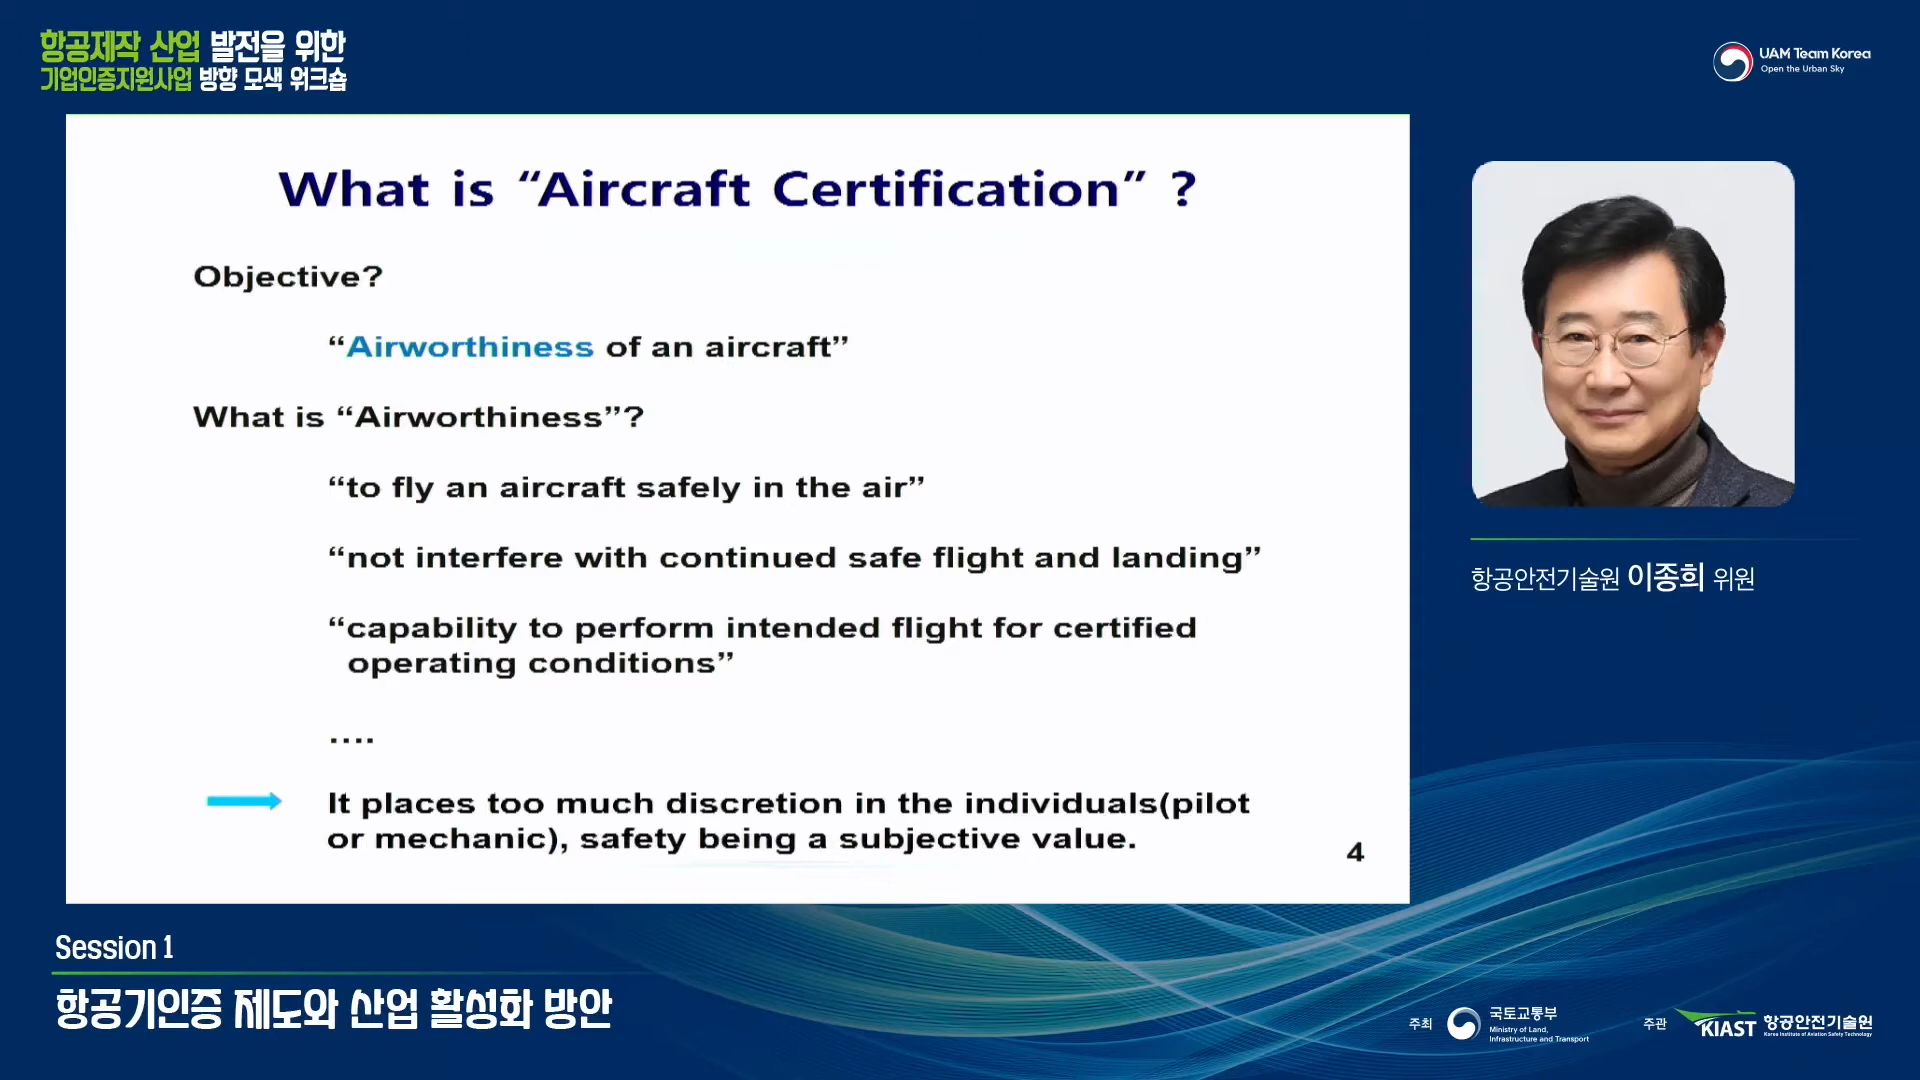 항공제작 산업 발전을 위한
기업인증지원사업 방향 모색 워크숍
UAM Team Korea
Open the Urban Sky
What is “Aircraft Certification” ?
Objective?
“Airworthiness of an aircraft”
What is “Airworthiness”?
“to fly an aircraft safely in the air”
“not interfere with continued safe flight and landing”
“capability to perform intended flight for certified
operating conditions”
....
It places too much discretion in the individuals(pilot
or mechanic), safety being a subjective value.
4
항공안전기술원 이종희 위원
Session 1
항공기인증 제도와 산업 활성화 방안
주최
국토교통부
Ministry of Land,
Infrastructure and Transport
주관
KIAST 항공안전기술원
Korea Institute of Aviation Safety Technology